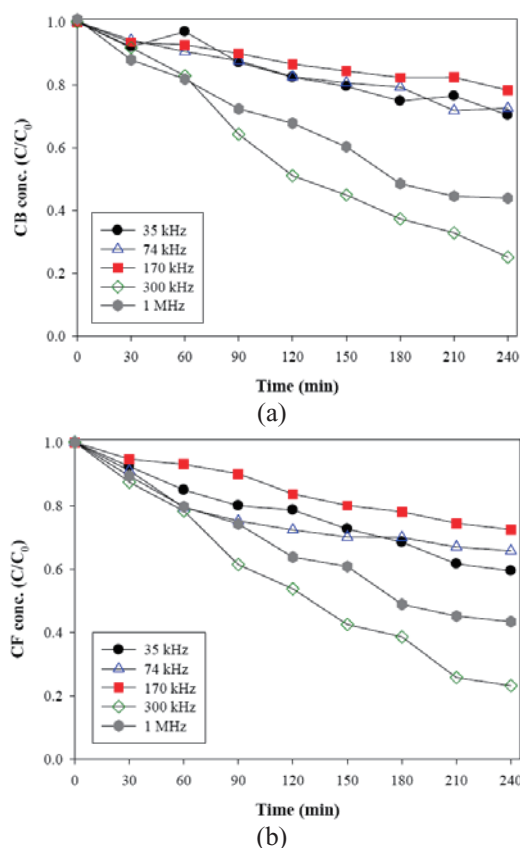 1.0
0.8
0.6
0.4
0.2
0.0
CB conc. (C/C₀)
35 kHz
74 kHz
170 kHz
300 kHz
1 MHz
0 30 60 90 120 150 180 210 240
Time (min)
(a)
1.0
0.8
0.6
0.4
0.2
0.0
CF conc. (C/C₀)
35 kHz
74 kHz
170 kHz
300 kHz
1 MHz
0 30 60 90 120 150 180 210 240
Time (min)
(b)